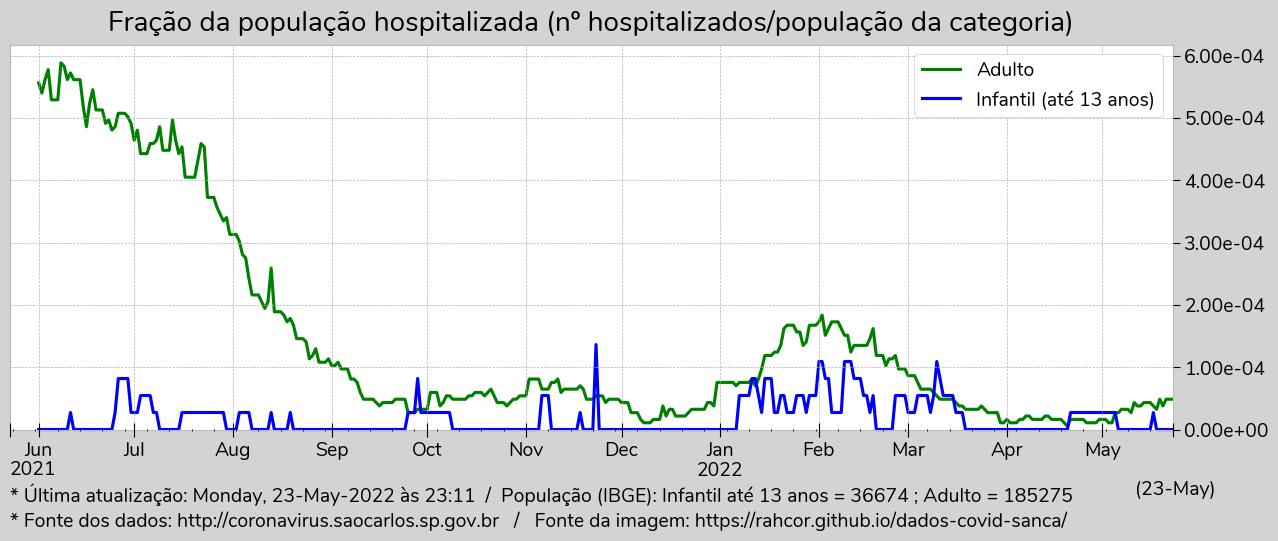 Fração da população hospitalizada (nº hospitalizados/população da categoria)
Adulto
Infantil (até 13 anos)
6.00e-04
5.00e-04
4.00e-04
3.00e-04
2.00e-04
1.00e-04
0.00e+00
Jun Jul Aug Sep Oct Nov Dec Jan Feb Mar Apr May
2021 2022
(23-May)
* Última atualização: Monday, 23-May-2022 às 23:11 / População (IBGE): Infantil até 13 anos = 36674 ; Adulto = 185275
* Fonte dos dados: http://coronavirus.saocarlos.sp.gov.br / Fonte da imagem: https://rahcor.github.io/dados-covid-sanca/